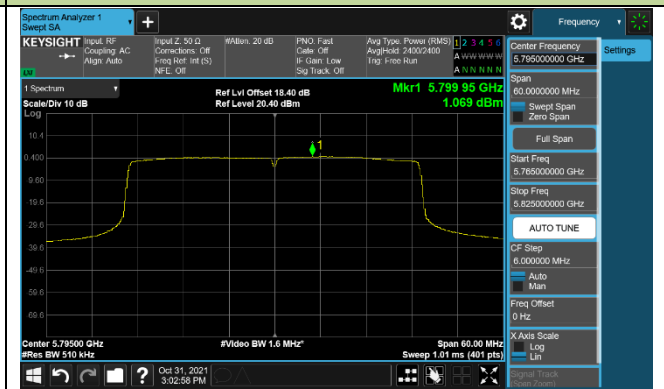 Spectrum Analyzer 1
Swept SA
+
Frequency
KEYSIGHT
Input: RF
Coupling: AC
Align: Auto
Input Z: 50 Ω
Corrections: Off
Freq Ref: Int (S)
NFE: Off
#Atten: 20 dB
PNO: Fast
Gate: Off
IF Gain: Low
Sig Track: Off
Avg Type: Power (RMS)
Avg|Hold: 2400/2400
Trig: Free Run
1 2 3 4 5 6
A W W W W W
A N N N N N
LXI
Center Frequency
5.795000000 GHz
Settings
Span
60.0000000 MHz
Swept Span
Zero Span
Full Span
Start Freq
5.765000000 GHz
Stop Freq
5.825000000 GHz
AUTO TUNE
CF Step
6.000000 MHz
Auto
Man
Freq Offset
0 Hz
X Axis Scale
Log
Lin
Signal Track
(Span Zoom)
1 Spectrum
Scale/Div 10 dB
Log
Ref Lvl Offset 18.40 dB
Ref Level 20.40 dBm
Mkr1 5.799 95 GHz
1.069 dBm
10.4
0.400
-9.60
-19.6
-29.6
-39.6
-49.6
-59.6
-69.6
1
Center 5.79500 GHz
#Res BW 510 kHz
#Video BW 1.6 MHz*
Span 60.00 MHz
Sweep 1.01 ms (401 pts)
?
Oct 31, 2021
3:02:58 PM